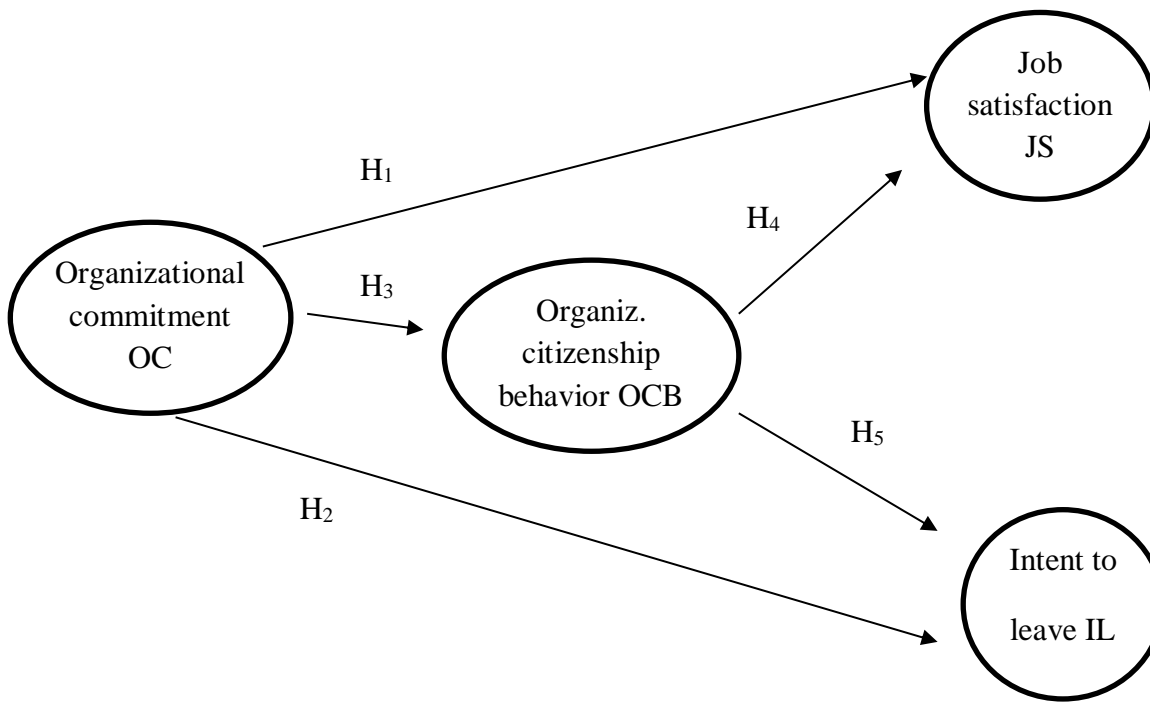 Job
satisfaction
JS
H₁
H₄
Organizational
commitment
OC
H₃
Organiz.
citizenship
behavior OCB
H₅
H₂
Intent to
leave IL